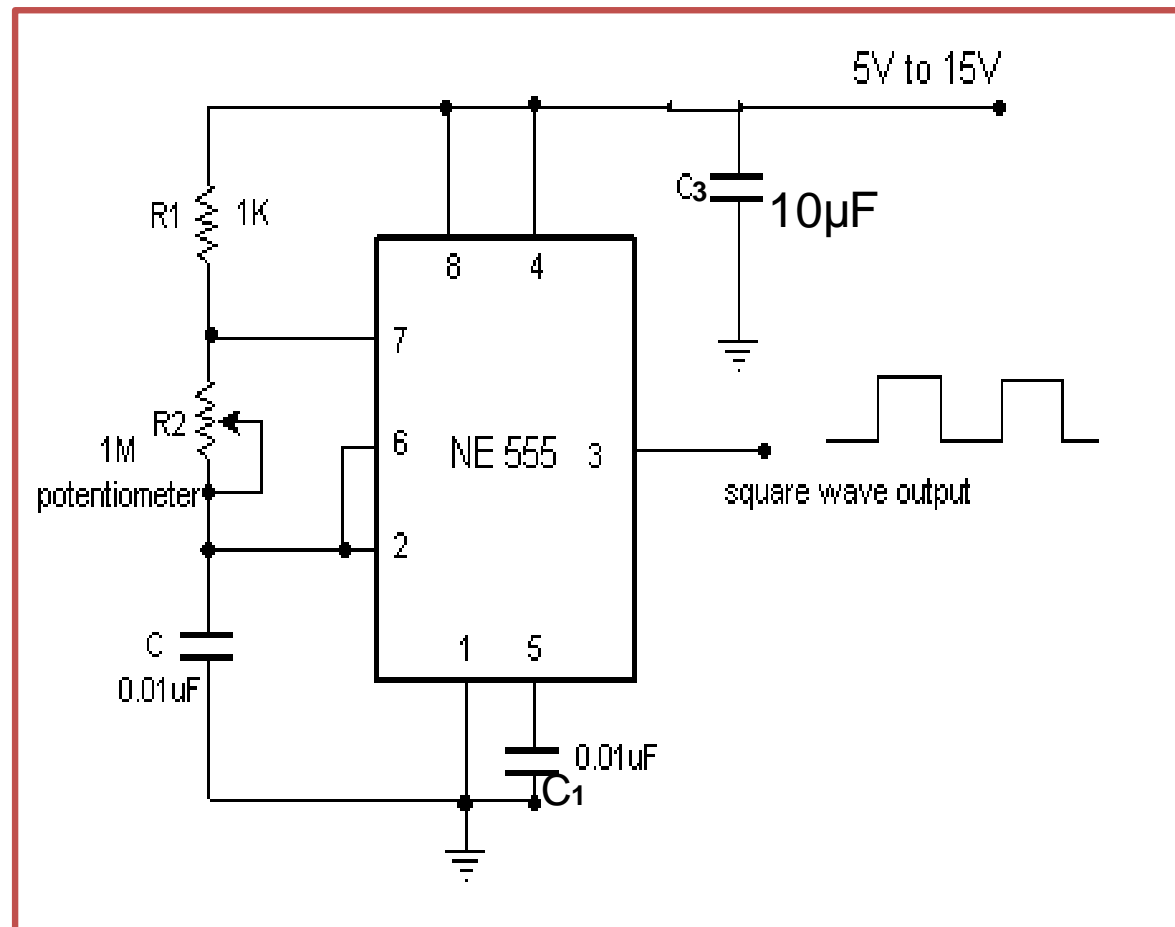 5V to 15V
C3
10µF
R1 1K
8 4
7
R2
1M
potentiometer
6
NE 555 3
square wave output
2
C
0.01uF
1 5
0.01uF
C1